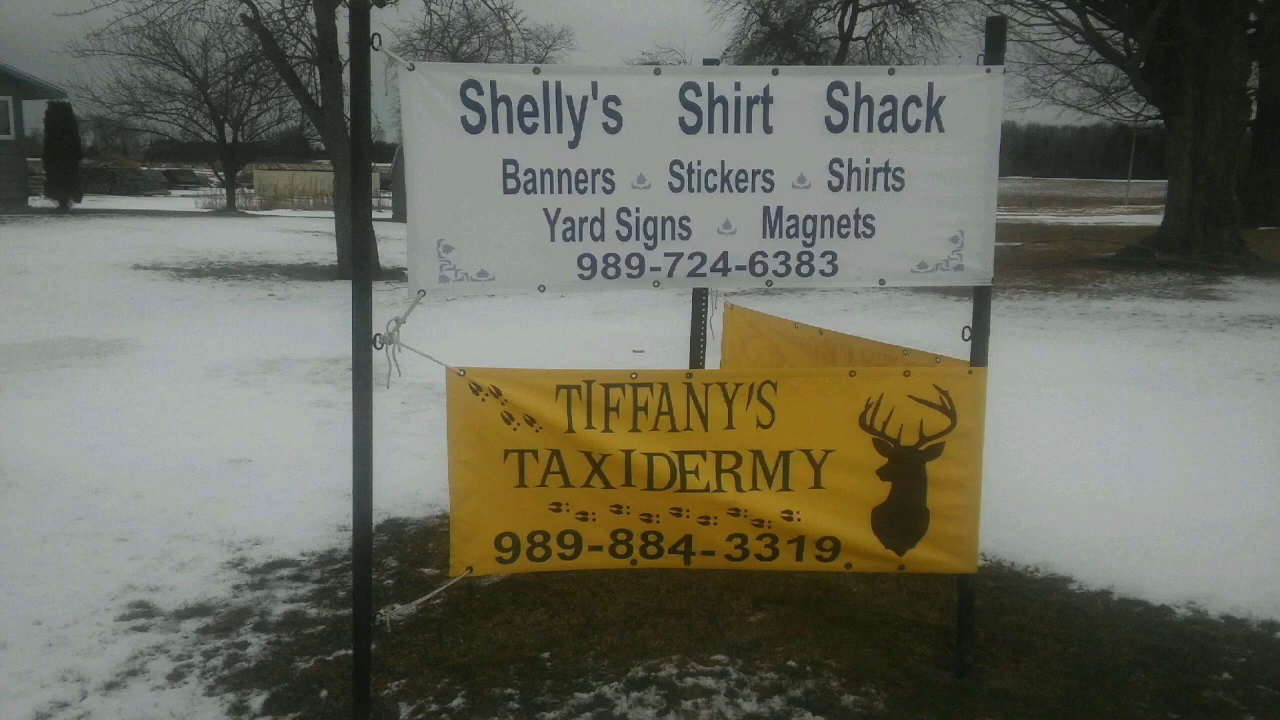 Shelly's Shirt Shack
Banners Stickers Shirts
Yard Signs Magnets
989-724-6383
TIFFANY'S
TAXIDERMY
989-884-3319